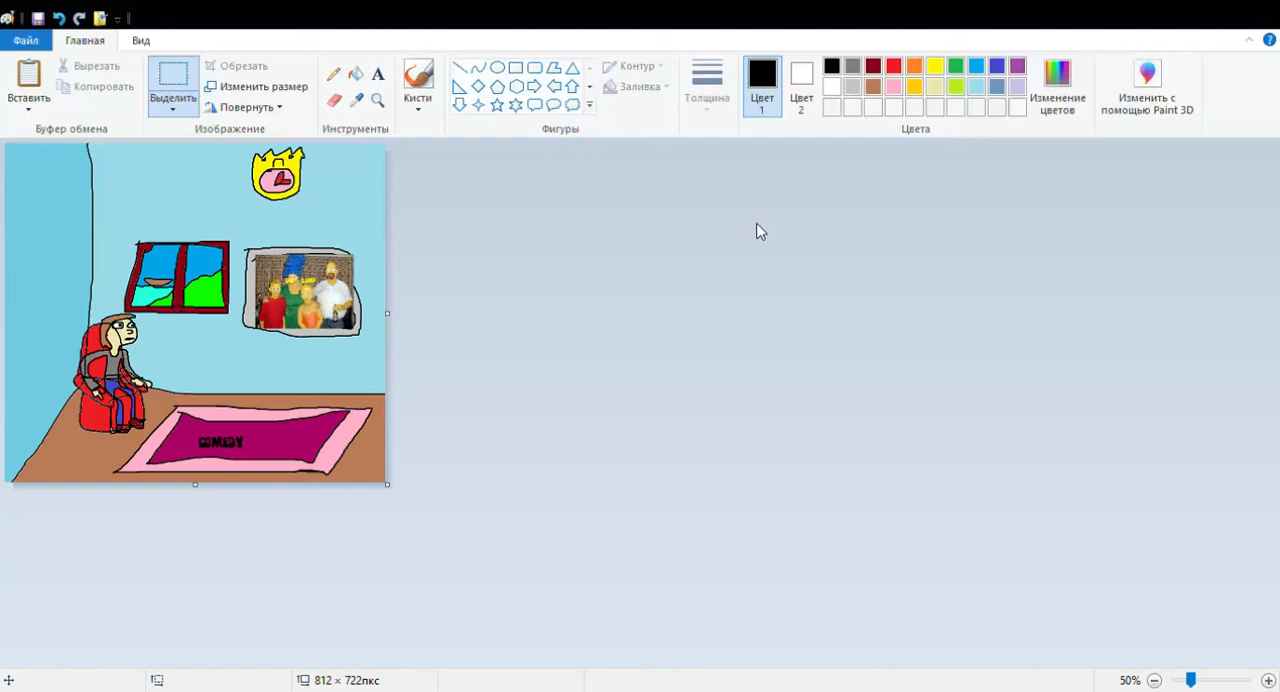 Файл Главная Вид
Вставить
Вырезать
Копировать
Буфер обмена
Выделить
Обрезать
Изменить размер
Повернуть
Изображение
Инструменты
Кисти
Контур
Заливка
Фигуры
Толщина
Цвет 1
Цвет 2
Изменение цветов
Цвета
Изменить с помощью Paint 3D
COMEDY
812 × 722пкс
50%